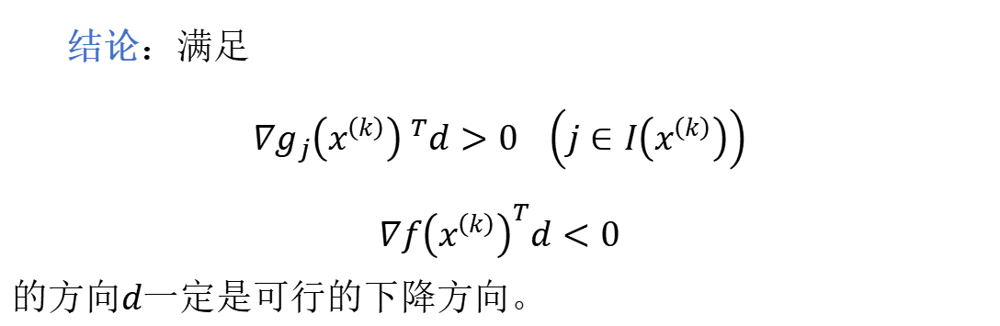 结论：满足
∇g_j(x^(k))^T d > 0 (j ∈ I(x^(k)))
∇f(x^(k))^T d < 0
的方向d一定是可行的下降方向。